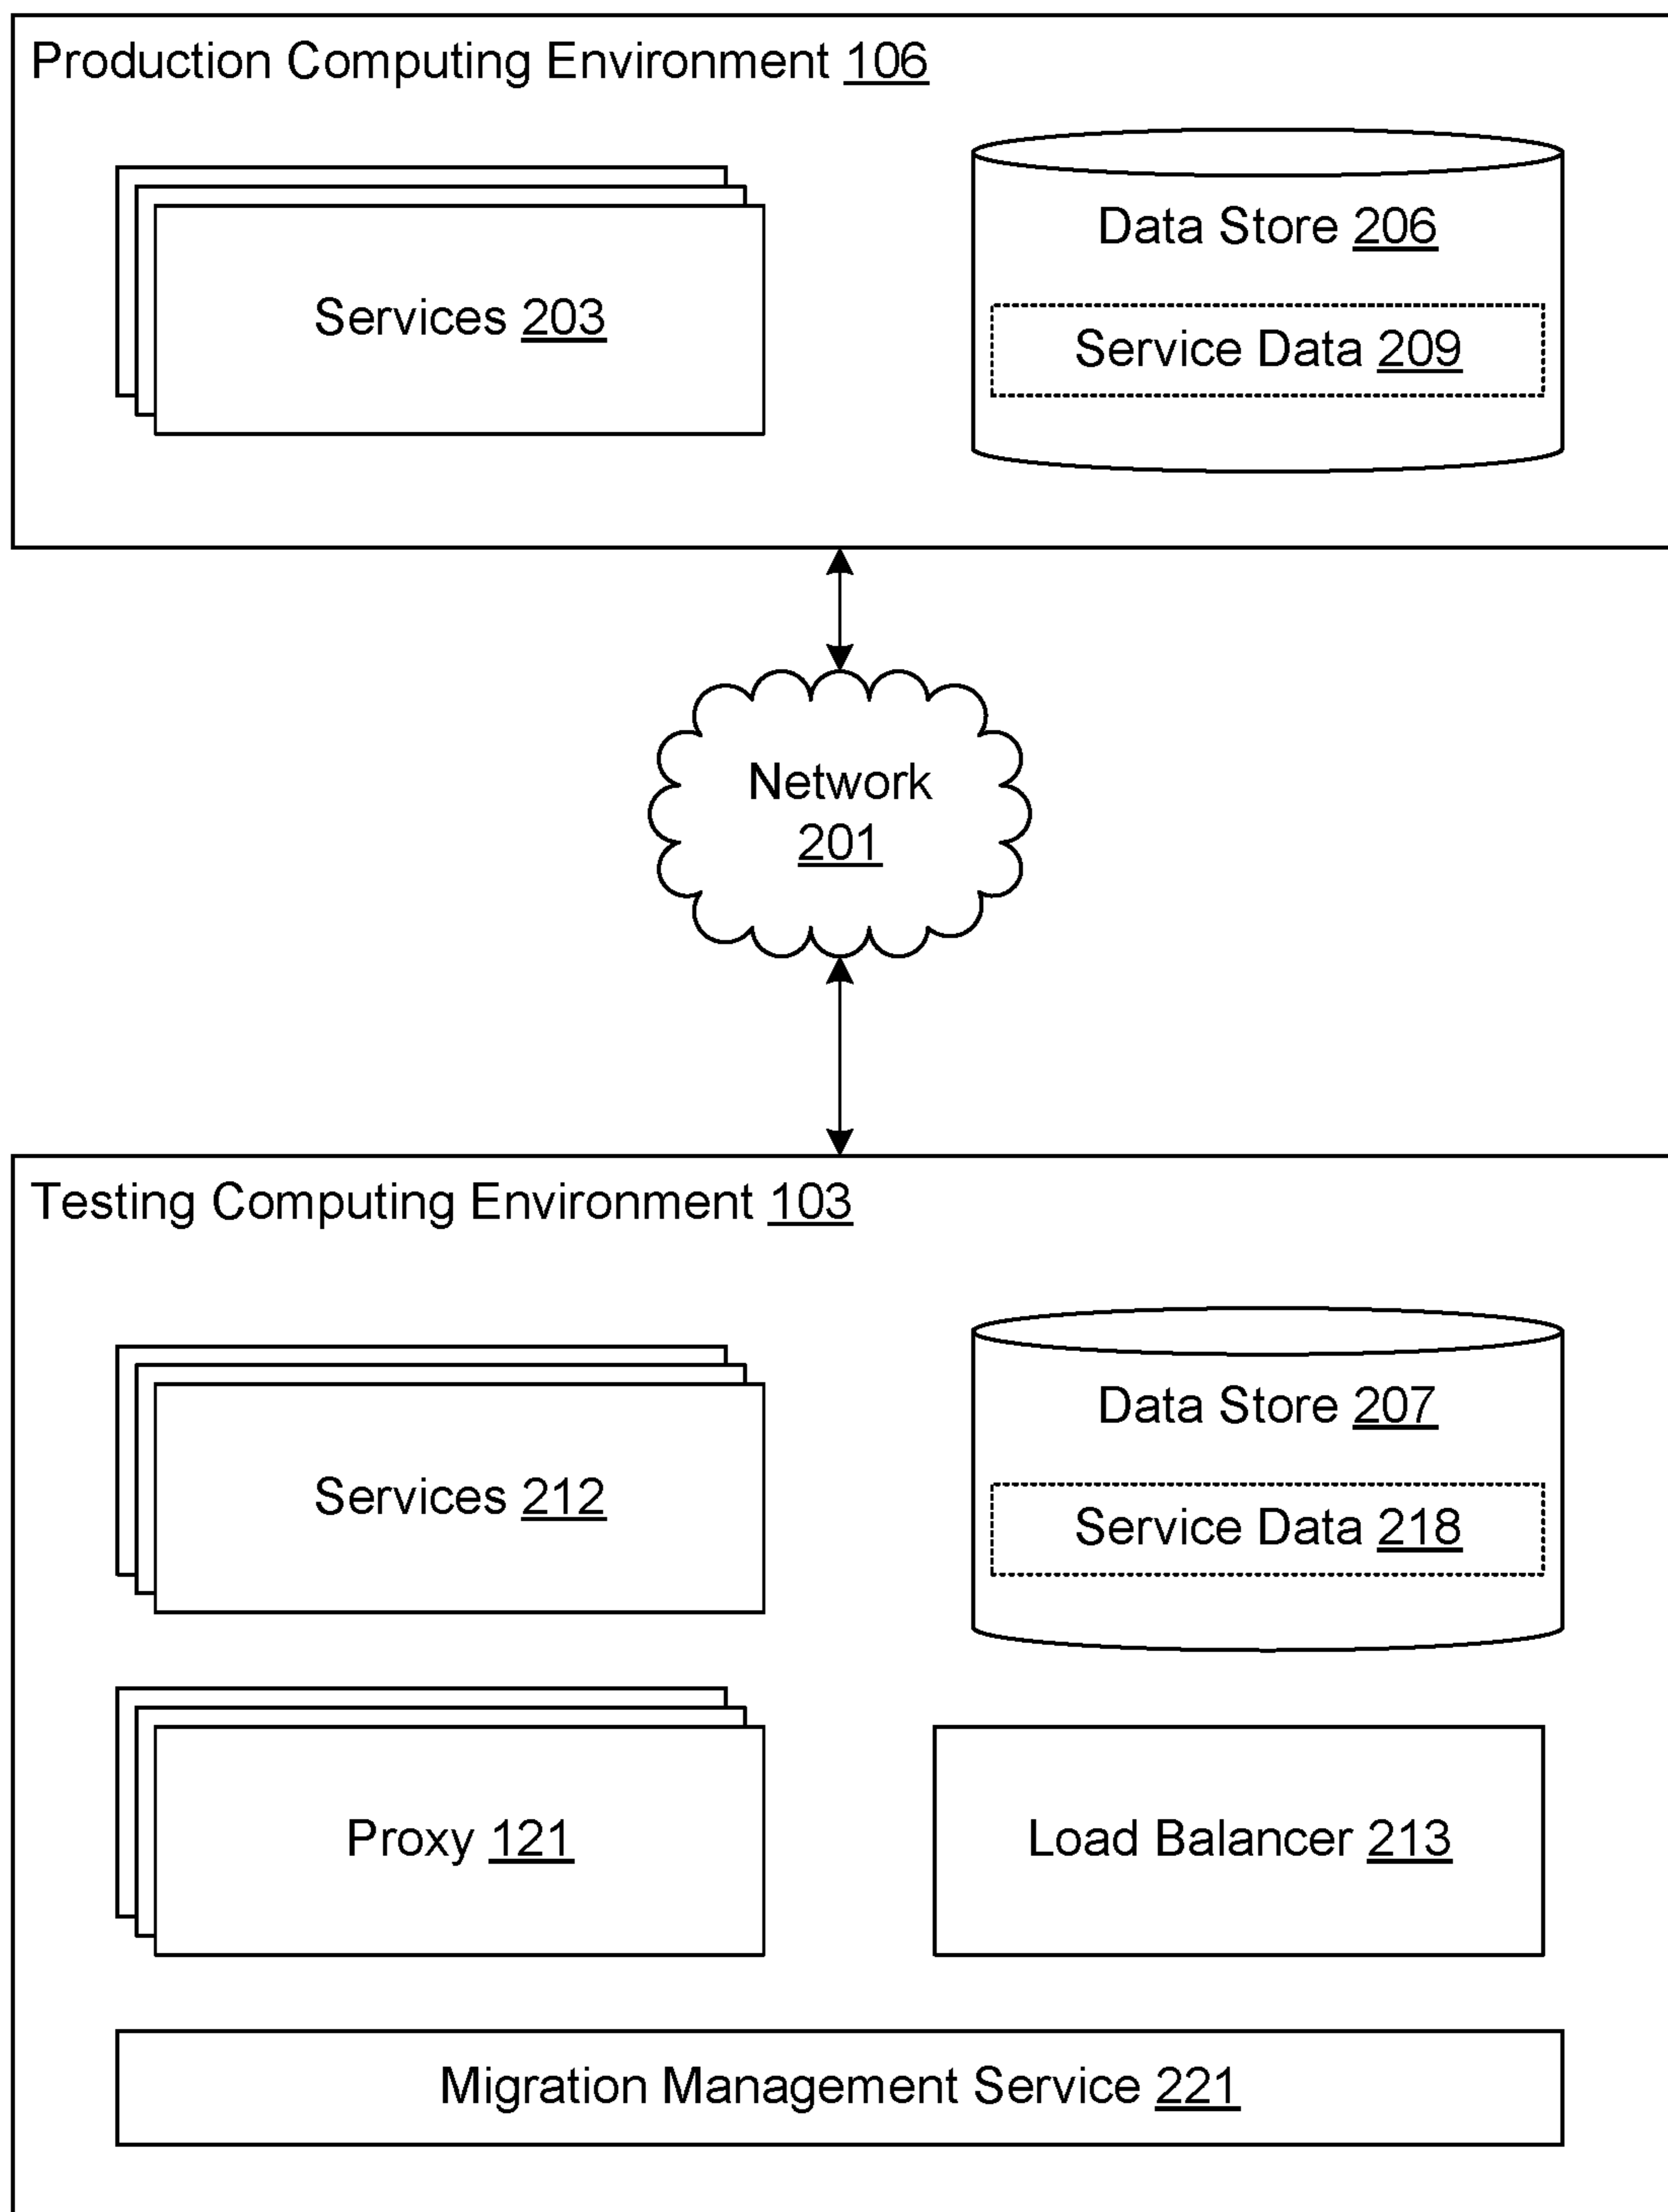 Production Computing Environment 106
Services 203
Data Store 206
Service Data 209
Network
201
Testing Computing Environment 103
Services 212
Data Store 207
Service Data 218
Proxy 121
Load Balancer 213
Migration Management Service 221